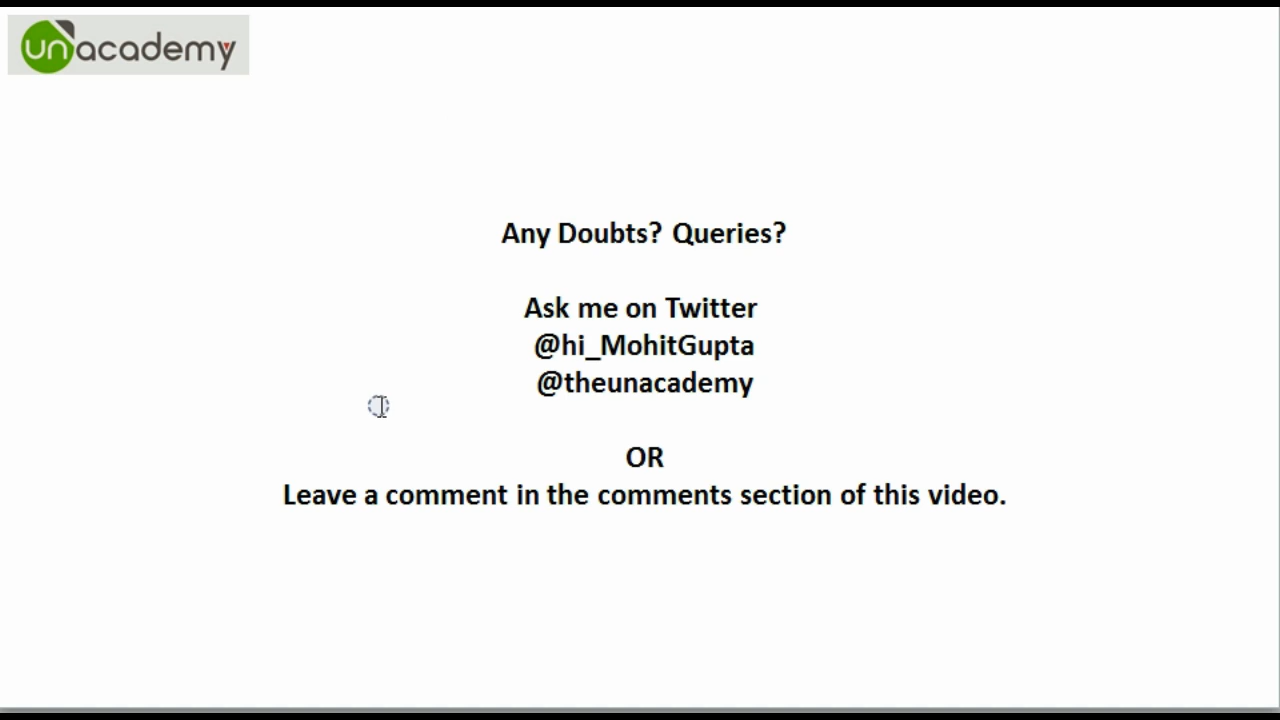 unacademy
Any Doubts? Queries?
Ask me on Twitter
@hi_MohitGupta
@theunacademy
OR
Leave a comment in the comments section of this video.